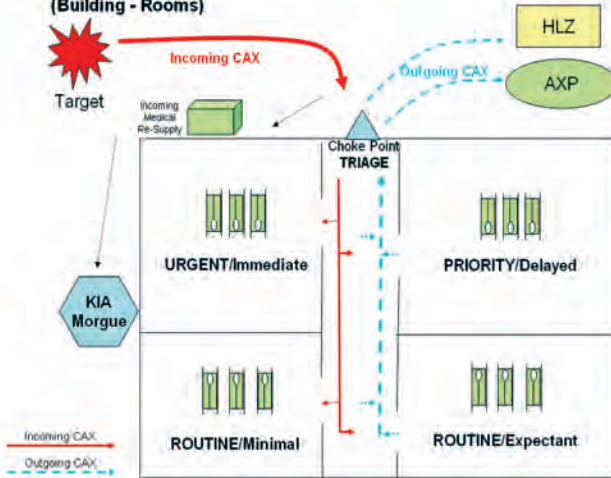 (Building - Rooms)
HLZ
Incoming CAX
Outgoing CAX
AXP
Target
Incoming
Medical
Re-Supply
Choke Point
TRIAGE
URGENT/Immediate
PRIORITY/Delayed
KIA
Morgue
ROUTINE/Minimal
ROUTINE/Expectant
Incoming CAX
Outgoing CAX